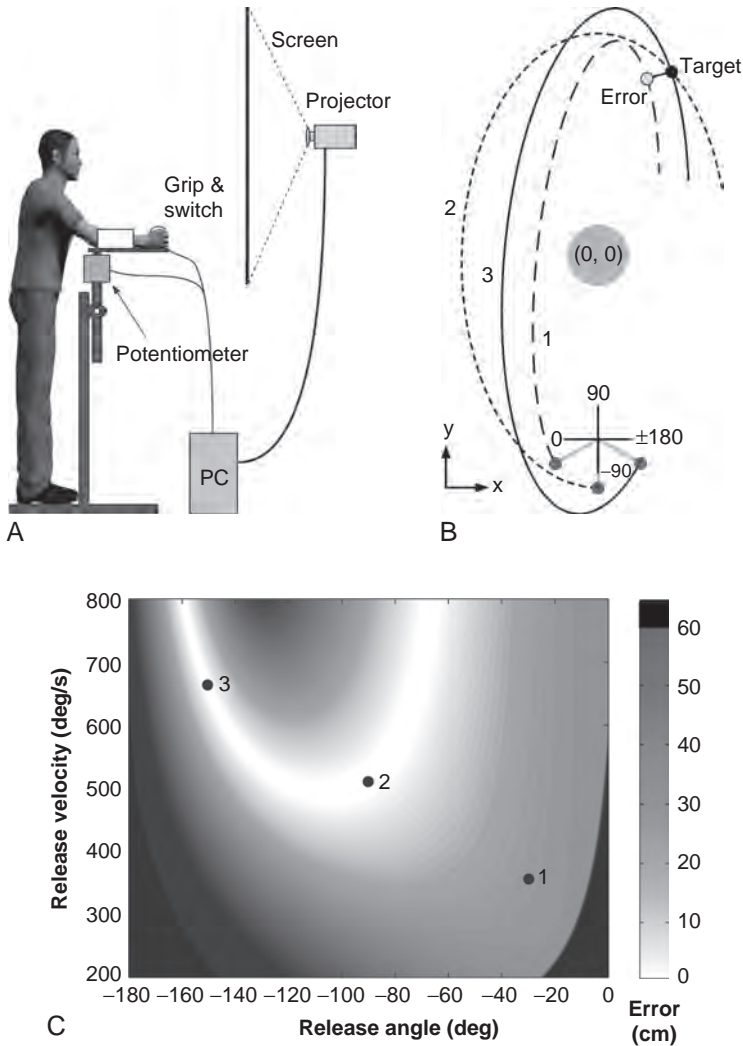 Screen
Projector
Grip &
switch
Potentiometer
PC
A
Target
Error
2
3
(0, 0)
1
90
0
±180
−90
y
x
B
800
700
600
500
400
300
200
Release velocity (deg/s)
3
2
1
−180 −160 −140 −120 −100 −80 −60 −40 −20 0
Release angle (deg)
60
50
40
30
20
10
0
Error
(cm)
C